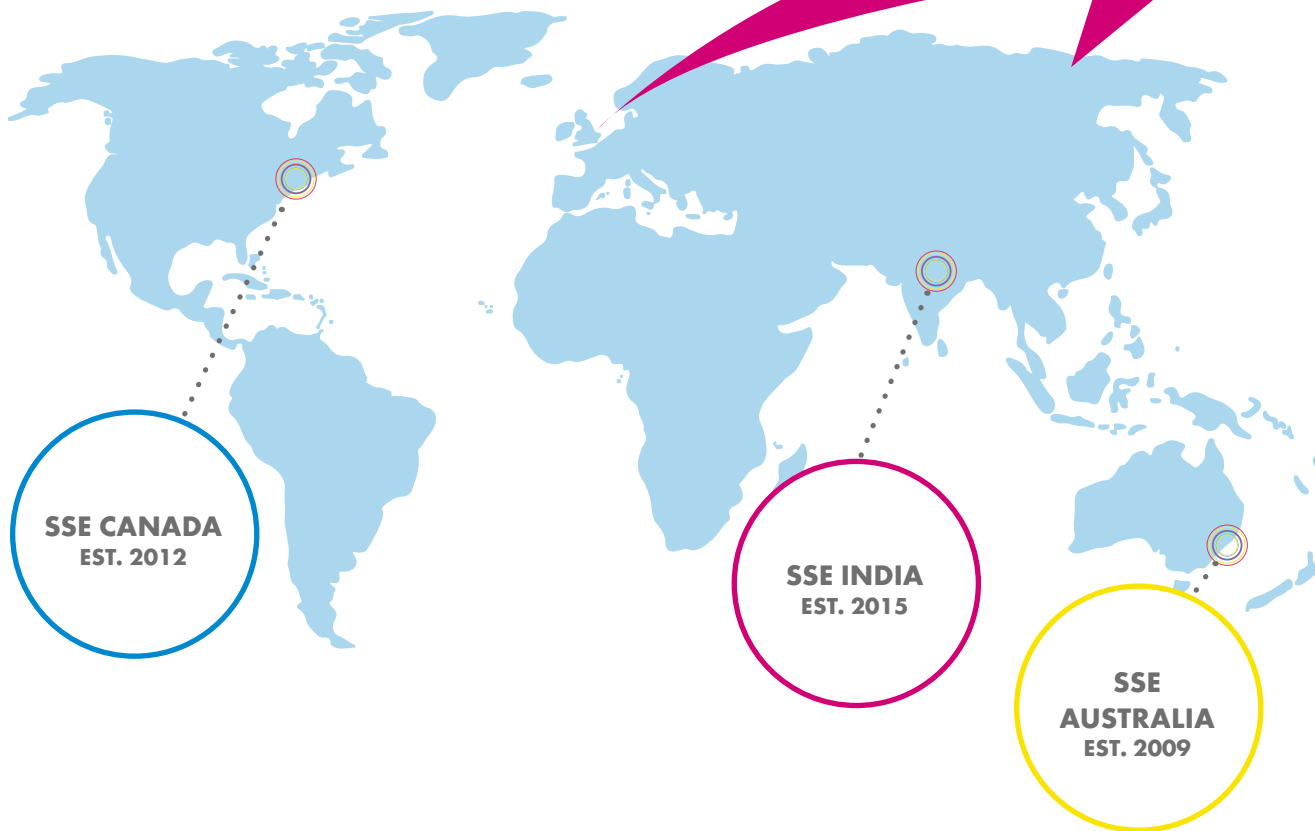 SSE CANADA
EST. 2012
SSE INDIA
EST. 2015
SSE
AUSTRALIA
EST. 2009